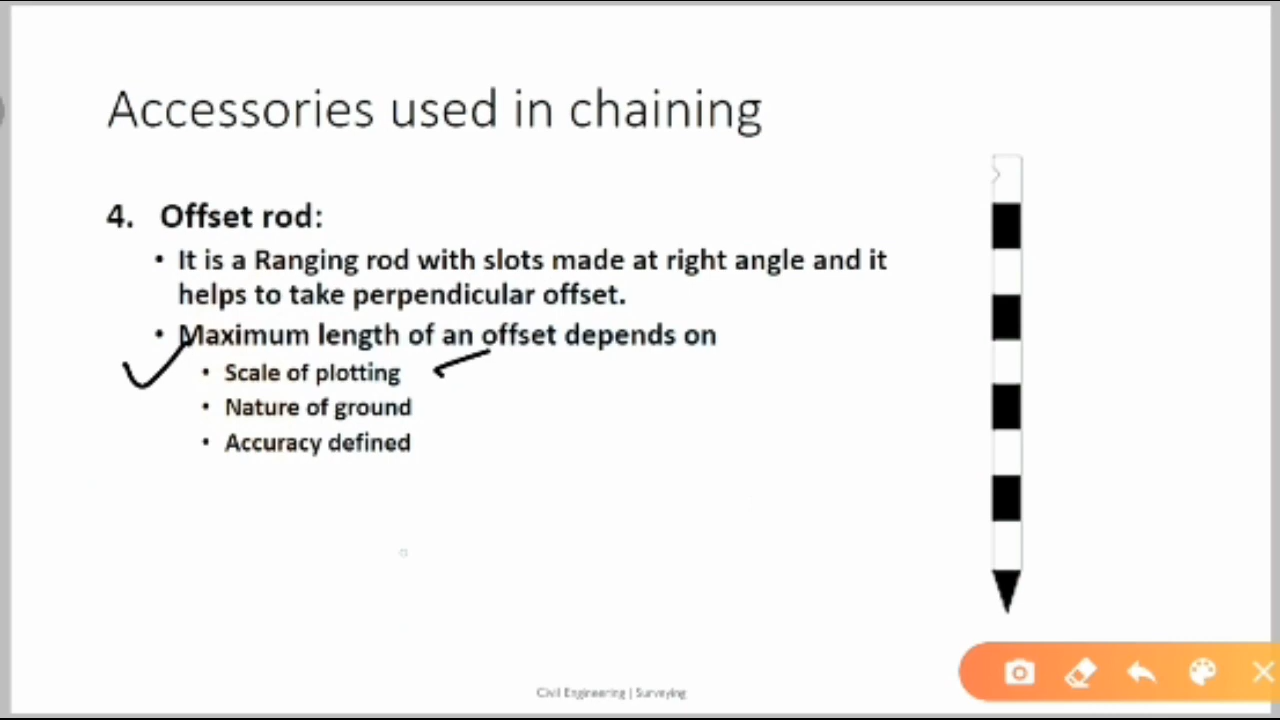 Accessories used in chaining
4. Offset rod:
• It is a Ranging rod with slots made at right angle and it
helps to take perpendicular offset.
• Maximum length of an offset depends on
• Scale of plotting
• Nature of ground
• Accuracy defined
Civil Engineering | Surveying